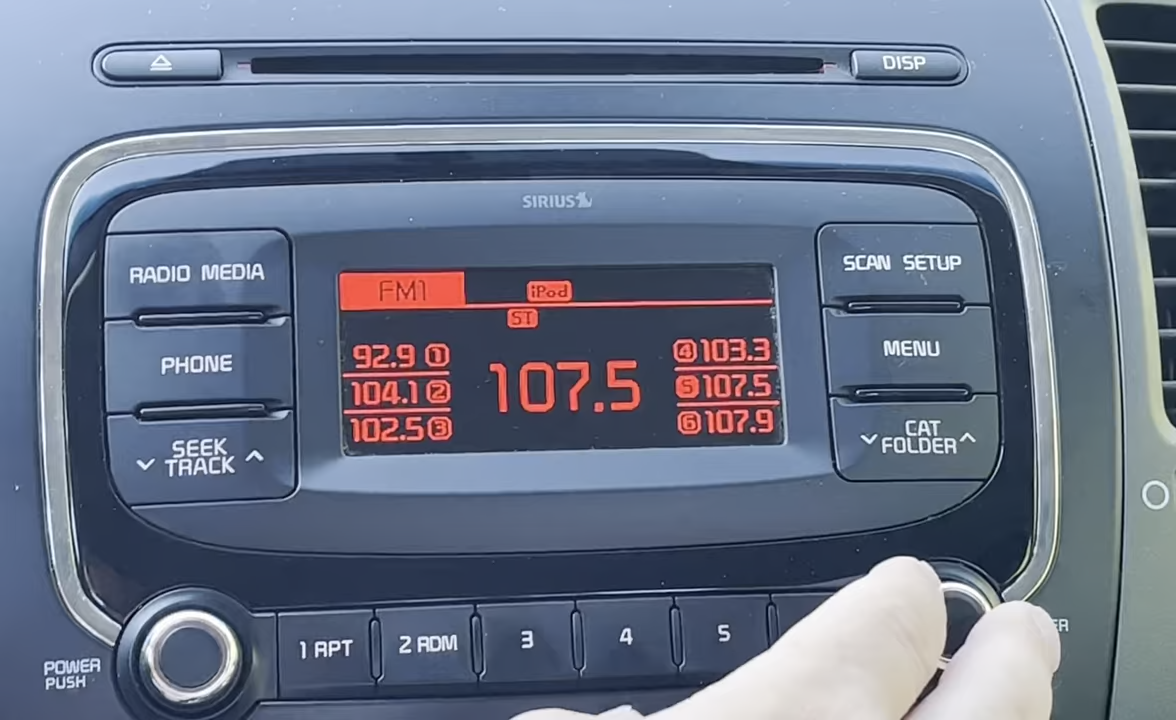 DISP
SIRIUS
RADIO MEDIA
PHONE
SEEK
TRACK
FM1
iPod
ST
92.9 1
104.1 2
102.5 3
107.5
4 103.3
5 107.5
6 107.9
SCAN SETUP
MENU
CAT
FOLDER
POWER
PUSH
1 RPT
2 RDM
3
4
5